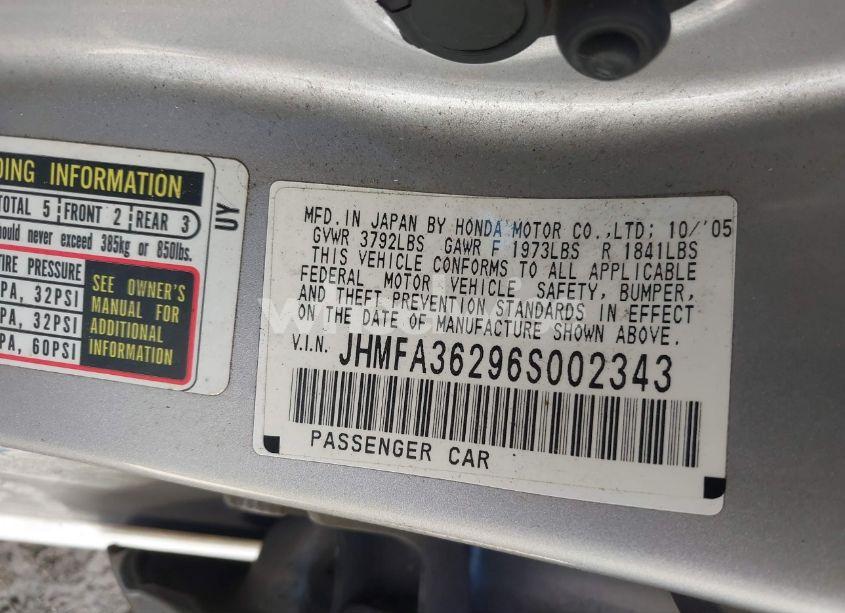 DING INFORMATION
TOTAL 5 FRONT 2 REAR 3
hould never exceed 385kg or 850lbs.
TIRE PRESSURE
PA, 32PSI
PA, 32PSI
PA, 60PSI
SEE OWNER'S
MANUAL FOR
ADDITIONAL
INFORMATION
UY
MFD. IN JAPAN BY HONDA MOTOR CO.,LTD; 10/'05
GVWR 3792LBS GAWR F 1973LBS R 1841LBS
THIS VEHICLE CONFORMS TO ALL APPLICABLE
FEDERAL MOTOR VEHICLE SAFETY, BUMPER,
AND THEFT PREVENTION STANDARDS IN EFFECT
ON THE DATE OF MANUFACTURE SHOWN ABOVE.
V.I.N. JHMFA36296S002343
PASSENGER CAR